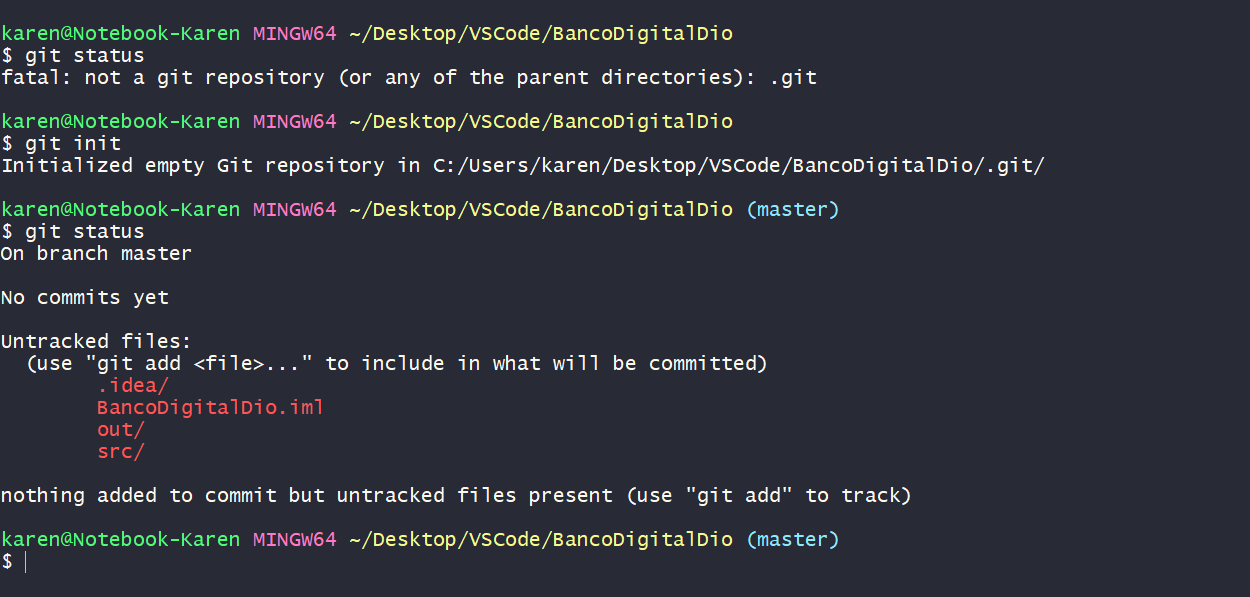 karen@Notebook-Karen MINGW64 ~/Desktop/VSCode/BancoDigitalDio
$ git status
fatal: not a git repository (or any of the parent directories): .git
karen@Notebook-Karen MINGW64 ~/Desktop/VSCode/BancoDigitalDio
$ git init
Initialized empty Git repository in C:/Users/karen/Desktop/VSCode/BancoDigitalDio/.git/
karen@Notebook-Karen MINGW64 ~/Desktop/VSCode/BancoDigitalDio (master)
$ git status
On branch master
No commits yet
Untracked files:
  (use "git add <file>..." to include in what will be committed)
        .idea/
        BancoDigitalDio.iml
        out/
        src/
nothing added to commit but untracked files present (use "git add" to track)
karen@Notebook-Karen MINGW64 ~/Desktop/VSCode/BancoDigitalDio (master)
$